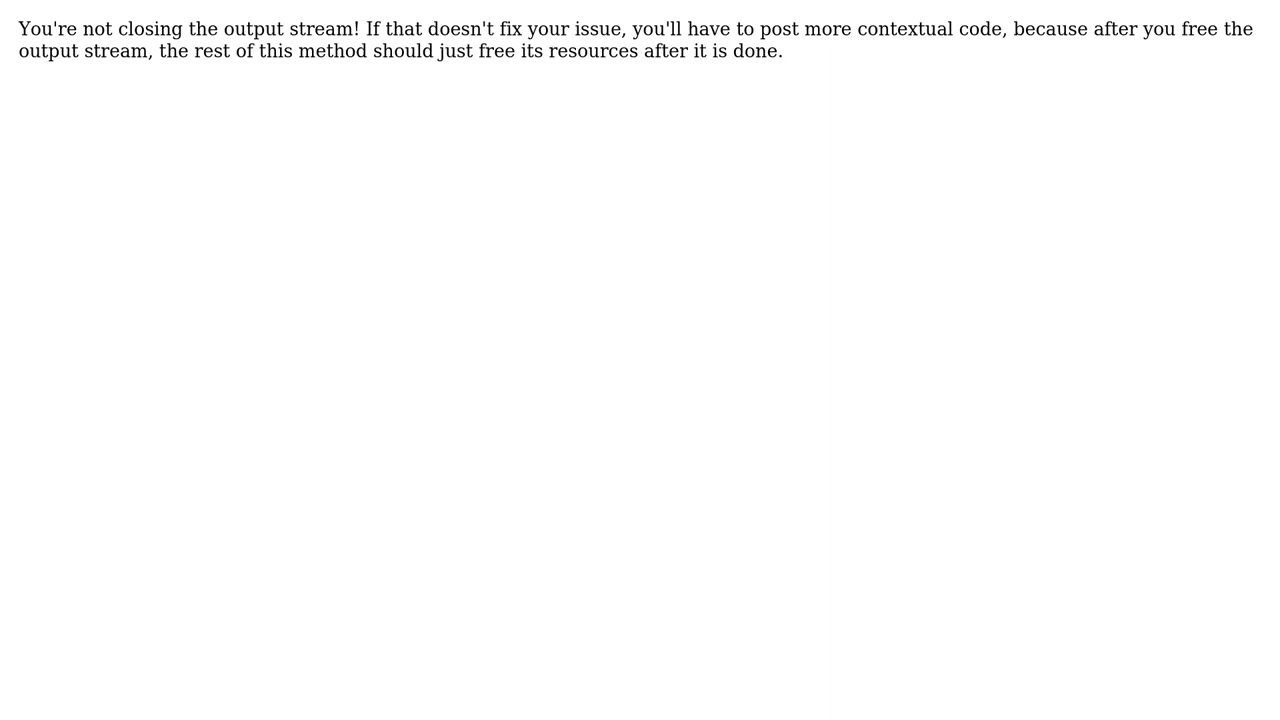 You're not closing the output stream! If that doesn't fix your issue, you'll have to post more contextual code, because after you free the
output stream, the rest of this method should just free its resources after it is done.